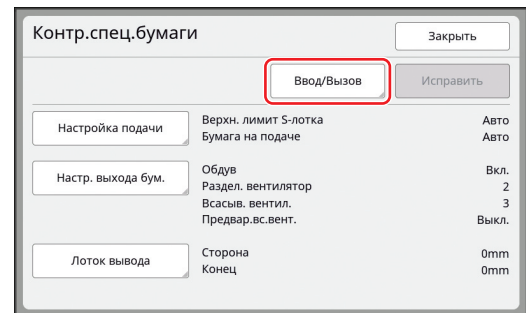 Контр.спец.бумаги
Закрыть
Ввод/Вызов
Исправить
Настройка подачи
Верхн. лимит S-лотка Авто
Бумага на подаче Авто
Настр. выхода бум.
Обдув Вкл.
Раздел. вентилятор 2
Всасыв. вентил. 3
Предвар.вс.вент. Выкл.
Лоток вывода
Сторона 0mm
Конец 0mm